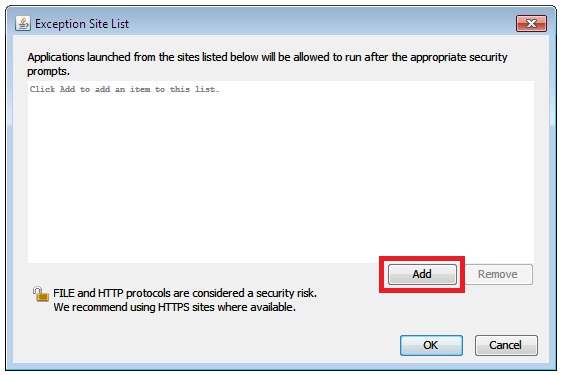 Exception Site List
Applications launched from the sites listed below will be allowed to run after the appropriate security
prompts.
Click Add to add an item to this list.
Add
Remove
FILE and HTTP protocols are considered a security risk.
We recommend using HTTPS sites where available.
OK
Cancel